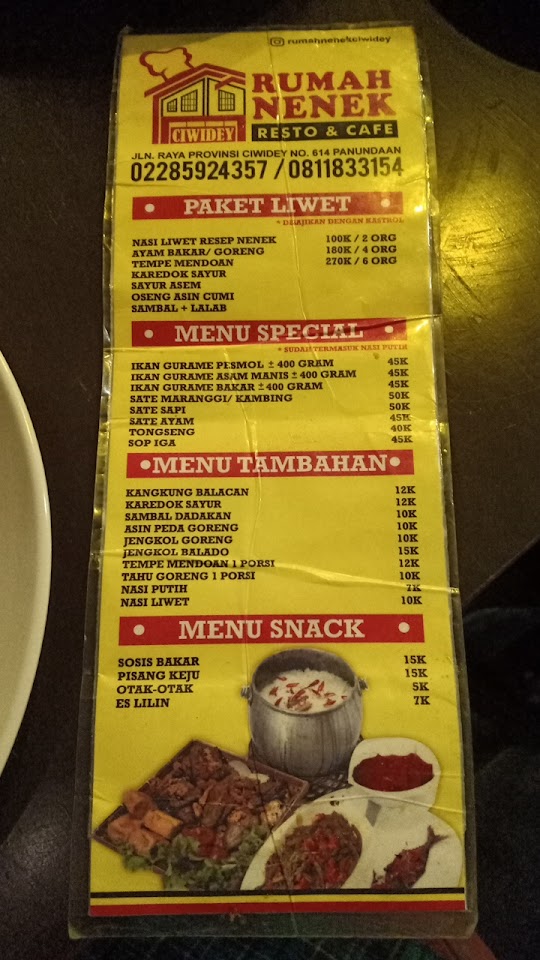 rumahnenekciwidey
RUMAH
NENEK
CIWIDEY
RESTO & CAFE
JLN. RAYA PROVINSI CIWIDEY NO. 614 PANUNDAAN
02285924357 / 0811833154
• PAKET LIWET •
* DISAJIKAN DENGAN KASTROL
NASI LIWET RESEP NENEK 100K / 2 ORG
AYAM BAKAR/ GORENG 180K / 4 ORG
TEMPE MENDOAN 270K / 6 ORG
KAREDOK SAYUR
SAYUR ASEM
OSENG ASIN CUMI
SAMBAL + LALAB
• MENU SPECIAL •
* SUDAH TERMASUK NASI PUTIH
IKAN GURAME PESMOL ± 400 GRAM 45K
IKAN GURAME ASAM MANIS ± 400 GRAM 45K
IKAN GURAME BAKAR ± 400 GRAM 45K
SATE MARANGGI/ KAMBING 50K
SATE SAPI 50K
SATE AYAM 45K
TONGSENG 40K
SOP IGA 45K
• MENU TAMBAHAN •
KANGKUNG BALACAN 12K
KAREDOK SAYUR 12K
SAMBAL DADAKAN 10K
ASIN PEDA GORENG 10K
JENGKOL GORENG 10K
JENGKOL BALADO 15K
TEMPE MENDOAN 1 PORSI 12K
TAHU GORENG 1 PORSI 10K
NASI PUTIH 7K
NASI LIWET 10K
• MENU SNACK •
SOSIS BAKAR 15K
PISANG KEJU 15K
OTAK-OTAK 5K
ES LILIN 7K